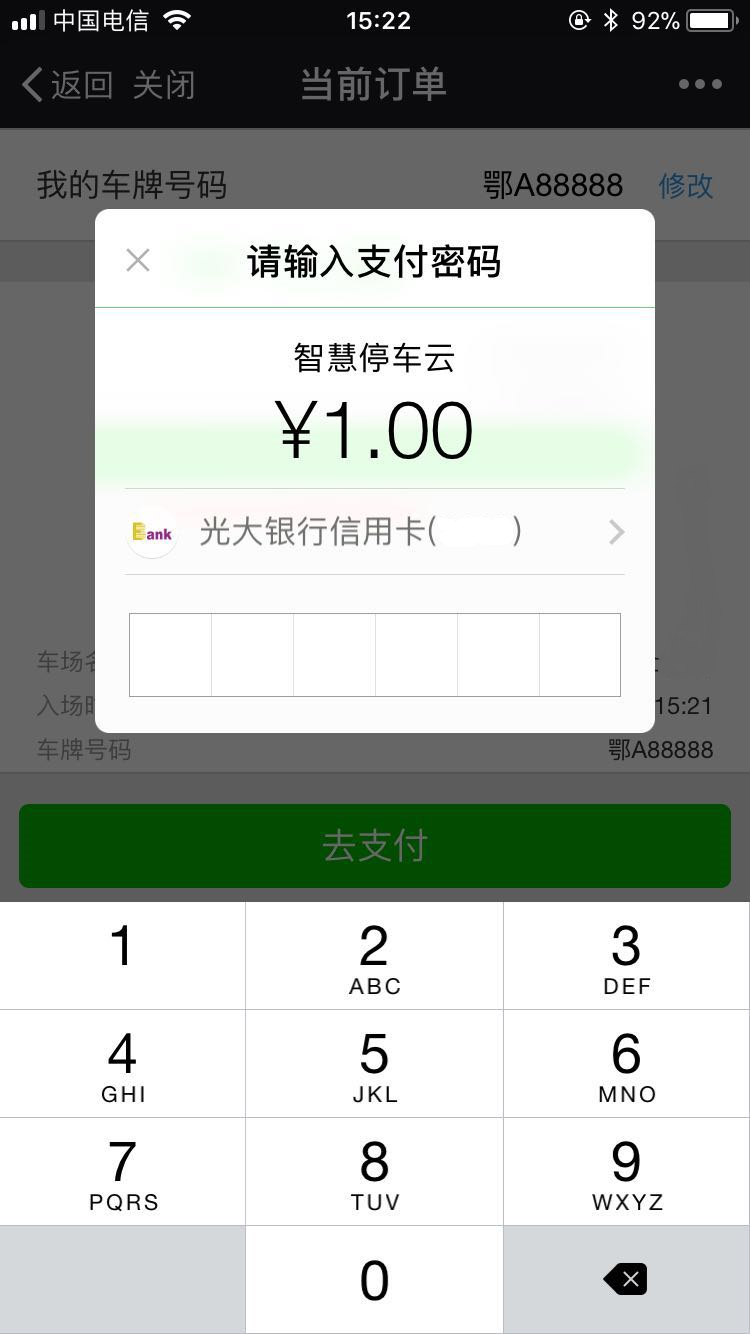 中国电信 15:22 92%
返回 关闭 当前订单
我的车牌号码 鄂A88888 修改
请输入支付密码
智慧停车云
¥1.00
Bank 光大银行信用卡( )
车场
入场 15:21
车牌号码 鄂A88888
去支付
1 2 3
ABC DEF
4 5 6
GHI JKL MNO
7 8 9
PQRS TUV WXYZ
0